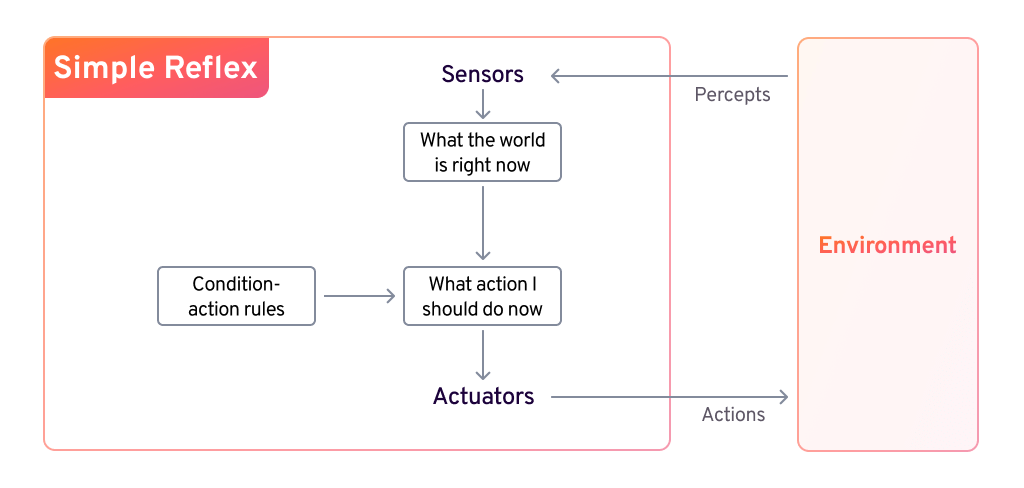 Simple Reflex
Sensors
Percepts
What the world
is right now
Environment
Condition-
action rules
What action I
should do now
Actuators
Actions